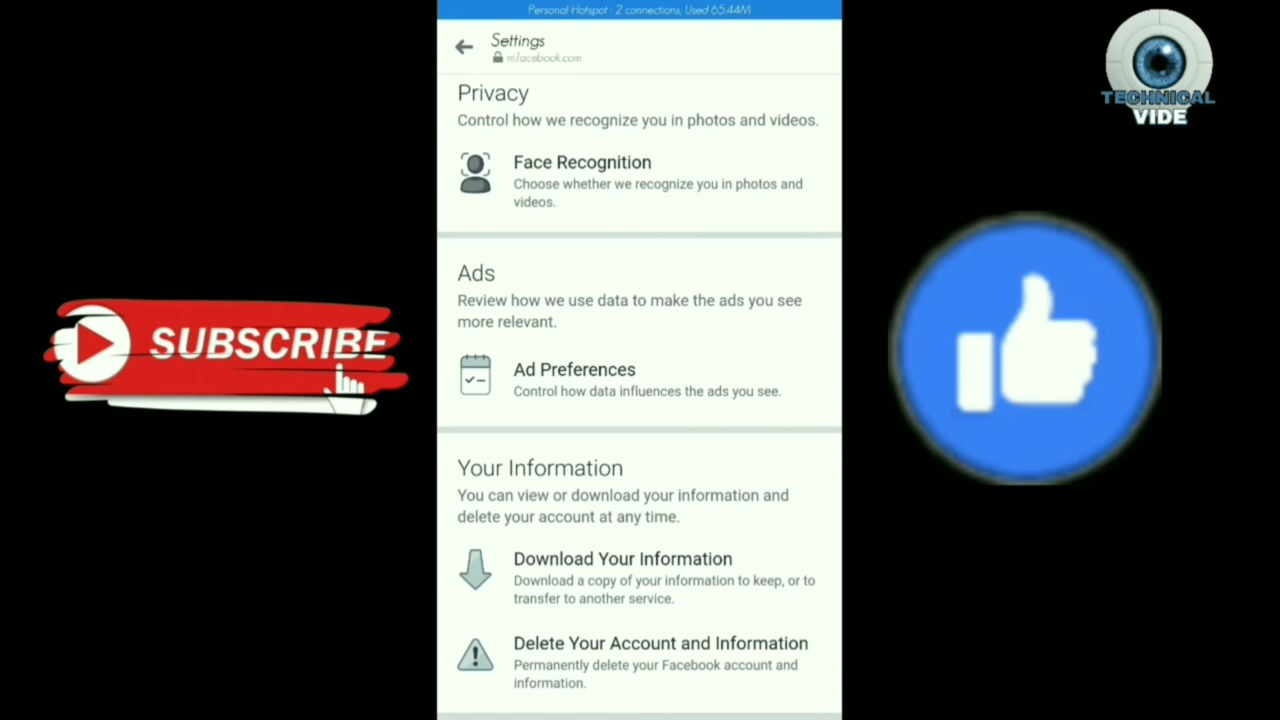 Personal Hotspot : 2 connections, Used 65.44M
Settings
m.facebook.com
Privacy
Control how we recognize you in photos and videos.
Face Recognition
Choose whether we recognize you in photos and
videos.
Ads
Review how we use data to make the ads you see
more relevant.
Ad Preferences
Control how data influences the ads you see.
Your Information
You can view or download your information and
delete your account at any time.
Download Your Information
Download a copy of your information to keep, or to
transfer to another service.
Delete Your Account and Information
Permanently delete your Facebook account and
information.
SUBSCRIBE
TECHNICAL
VIDE